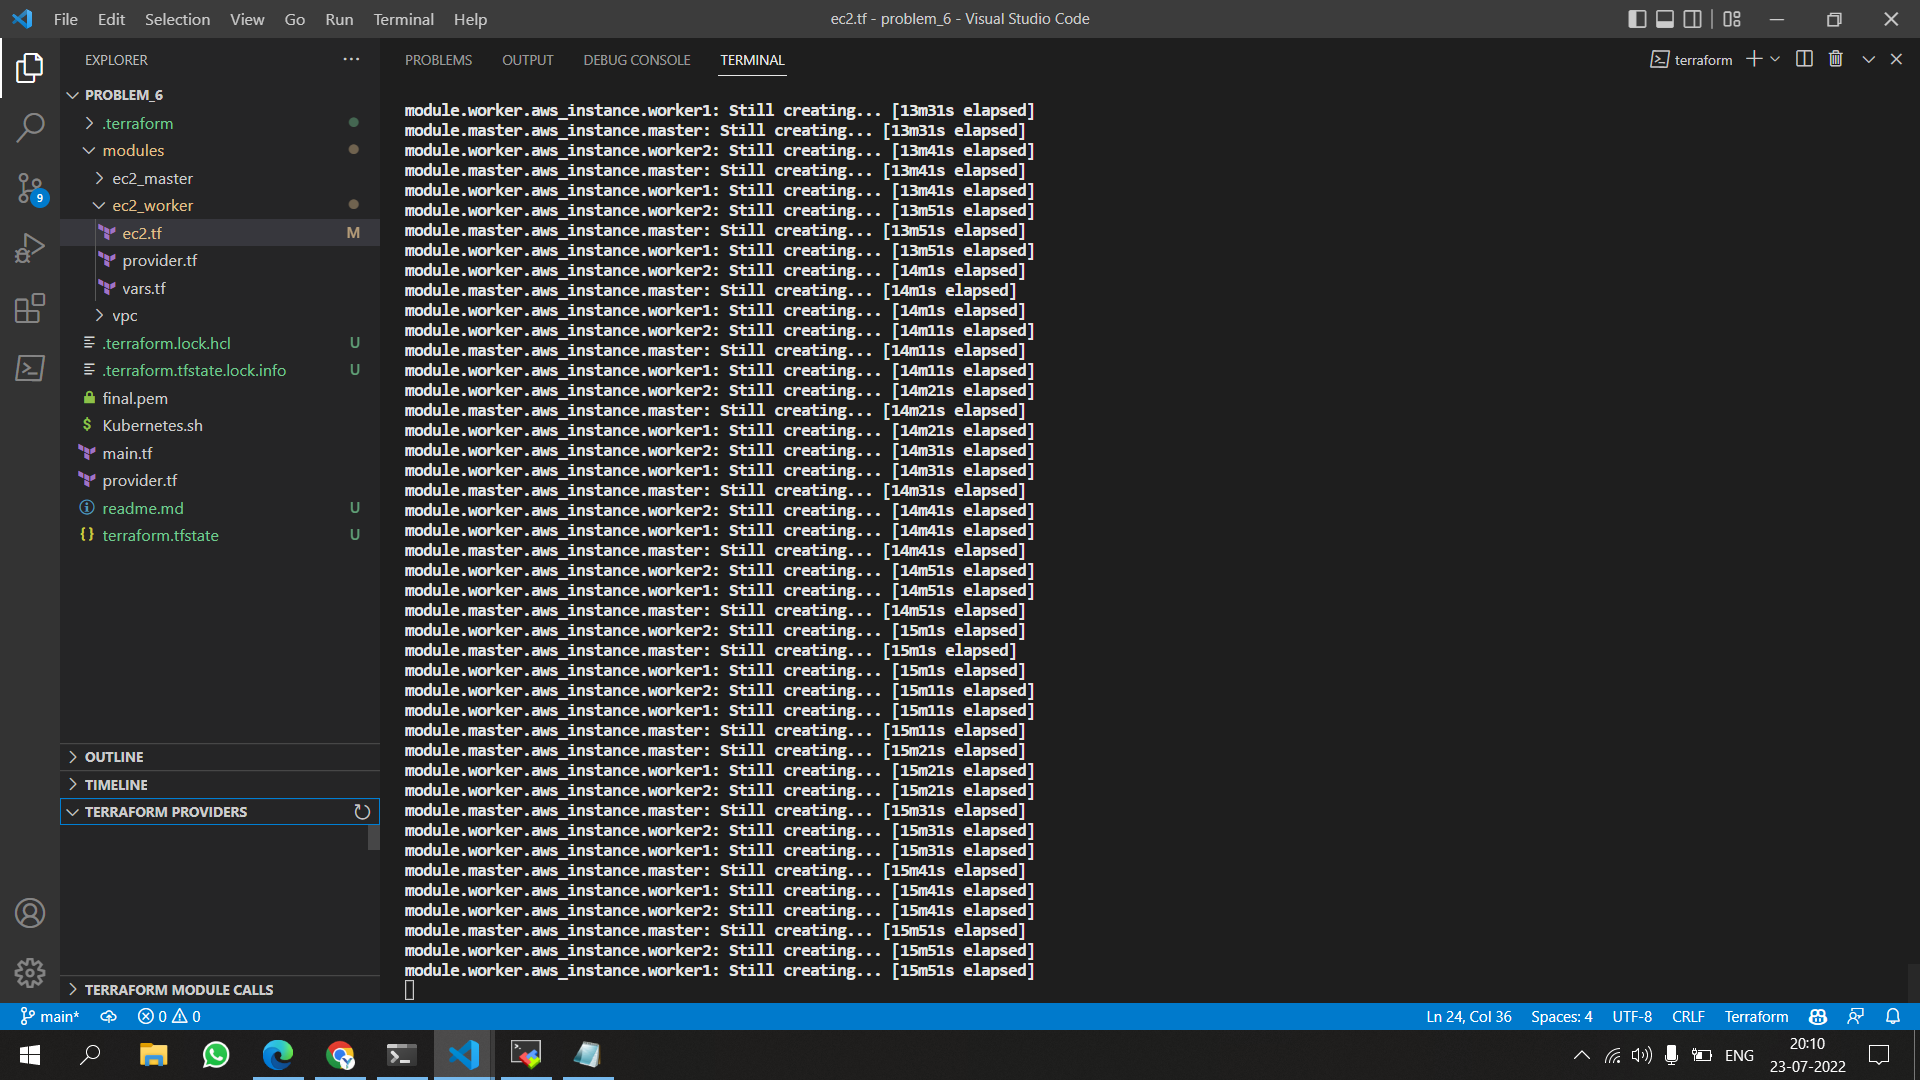 File Edit Selection View Go Run Terminal Help
ec2.tf - problem_6 - Visual Studio Code
EXPLORER
PROBLEM_6
.terraform
modules
ec2_master
ec2_worker
ec2.tf M
provider.tf
vars.tf
vpc
.terraform.lock.hcl U
.terraform.tfstate.lock.info U
final.pem
Kubernetes.sh
main.tf
provider.tf
readme.md U
terraform.tfstate U
OUTLINE
TIMELINE
TERRAFORM PROVIDERS
TERRAFORM MODULE CALLS
9
PROBLEMS OUTPUT DEBUG CONSOLE TERMINAL
terraform
module.worker.aws_instance.worker1: Still creating... [13m31s elapsed]
module.master.aws_instance.master: Still creating... [13m31s elapsed]
module.worker.aws_instance.worker2: Still creating... [13m41s elapsed]
module.master.aws_instance.master: Still creating... [13m41s elapsed]
module.worker.aws_instance.worker1: Still creating... [13m41s elapsed]
module.worker.aws_instance.worker2: Still creating... [13m51s elapsed]
module.master.aws_instance.master: Still creating... [13m51s elapsed]
module.worker.aws_instance.worker1: Still creating... [13m51s elapsed]
module.worker.aws_instance.worker2: Still creating... [14m1s elapsed]
module.master.aws_instance.master: Still creating... [14m1s elapsed]
module.worker.aws_instance.worker1: Still creating... [14m1s elapsed]
module.worker.aws_instance.worker2: Still creating... [14m11s elapsed]
module.master.aws_instance.master: Still creating... [14m11s elapsed]
module.worker.aws_instance.worker1: Still creating... [14m11s elapsed]
module.worker.aws_instance.worker2: Still creating... [14m21s elapsed]
module.master.aws_instance.master: Still creating... [14m21s elapsed]
module.worker.aws_instance.worker1: Still creating... [14m21s elapsed]
module.worker.aws_instance.worker2: Still creating... [14m31s elapsed]
module.worker.aws_instance.worker1: Still creating... [14m31s elapsed]
module.master.aws_instance.master: Still creating... [14m31s elapsed]
module.worker.aws_instance.worker2: Still creating... [14m41s elapsed]
module.worker.aws_instance.worker1: Still creating... [14m41s elapsed]
module.master.aws_instance.master: Still creating... [14m41s elapsed]
module.worker.aws_instance.worker2: Still creating... [14m51s elapsed]
module.worker.aws_instance.worker1: Still creating... [14m51s elapsed]
module.master.aws_instance.master: Still creating... [14m51s elapsed]
module.worker.aws_instance.worker2: Still creating... [15m1s elapsed]
module.master.aws_instance.master: Still creating... [15m1s elapsed]
module.worker.aws_instance.worker1: Still creating... [15m1s elapsed]
module.worker.aws_instance.worker2: Still creating... [15m11s elapsed]
module.worker.aws_instance.worker1: Still creating... [15m11s elapsed]
module.master.aws_instance.master: Still creating... [15m11s elapsed]
module.master.aws_instance.master: Still creating... [15m21s elapsed]
module.worker.aws_instance.worker1: Still creating... [15m21s elapsed]
module.worker.aws_instance.worker2: Still creating... [15m21s elapsed]
module.master.aws_instance.master: Still creating... [15m31s elapsed]
module.worker.aws_instance.worker2: Still creating... [15m31s elapsed]
module.worker.aws_instance.worker1: Still creating... [15m31s elapsed]
module.master.aws_instance.master: Still creating... [15m41s elapsed]
module.worker.aws_instance.worker1: Still creating... [15m41s elapsed]
module.worker.aws_instance.worker2: Still creating... [15m41s elapsed]
module.master.aws_instance.master: Still creating... [15m51s elapsed]
module.worker.aws_instance.worker2: Still creating... [15m51s elapsed]
module.worker.aws_instance.worker1: Still creating... [15m51s elapsed]
main* 0 0
Ln 24, Col 36 Spaces: 4 UTF-8 CRLF Terraform
ENG
20:10
23-07-2022